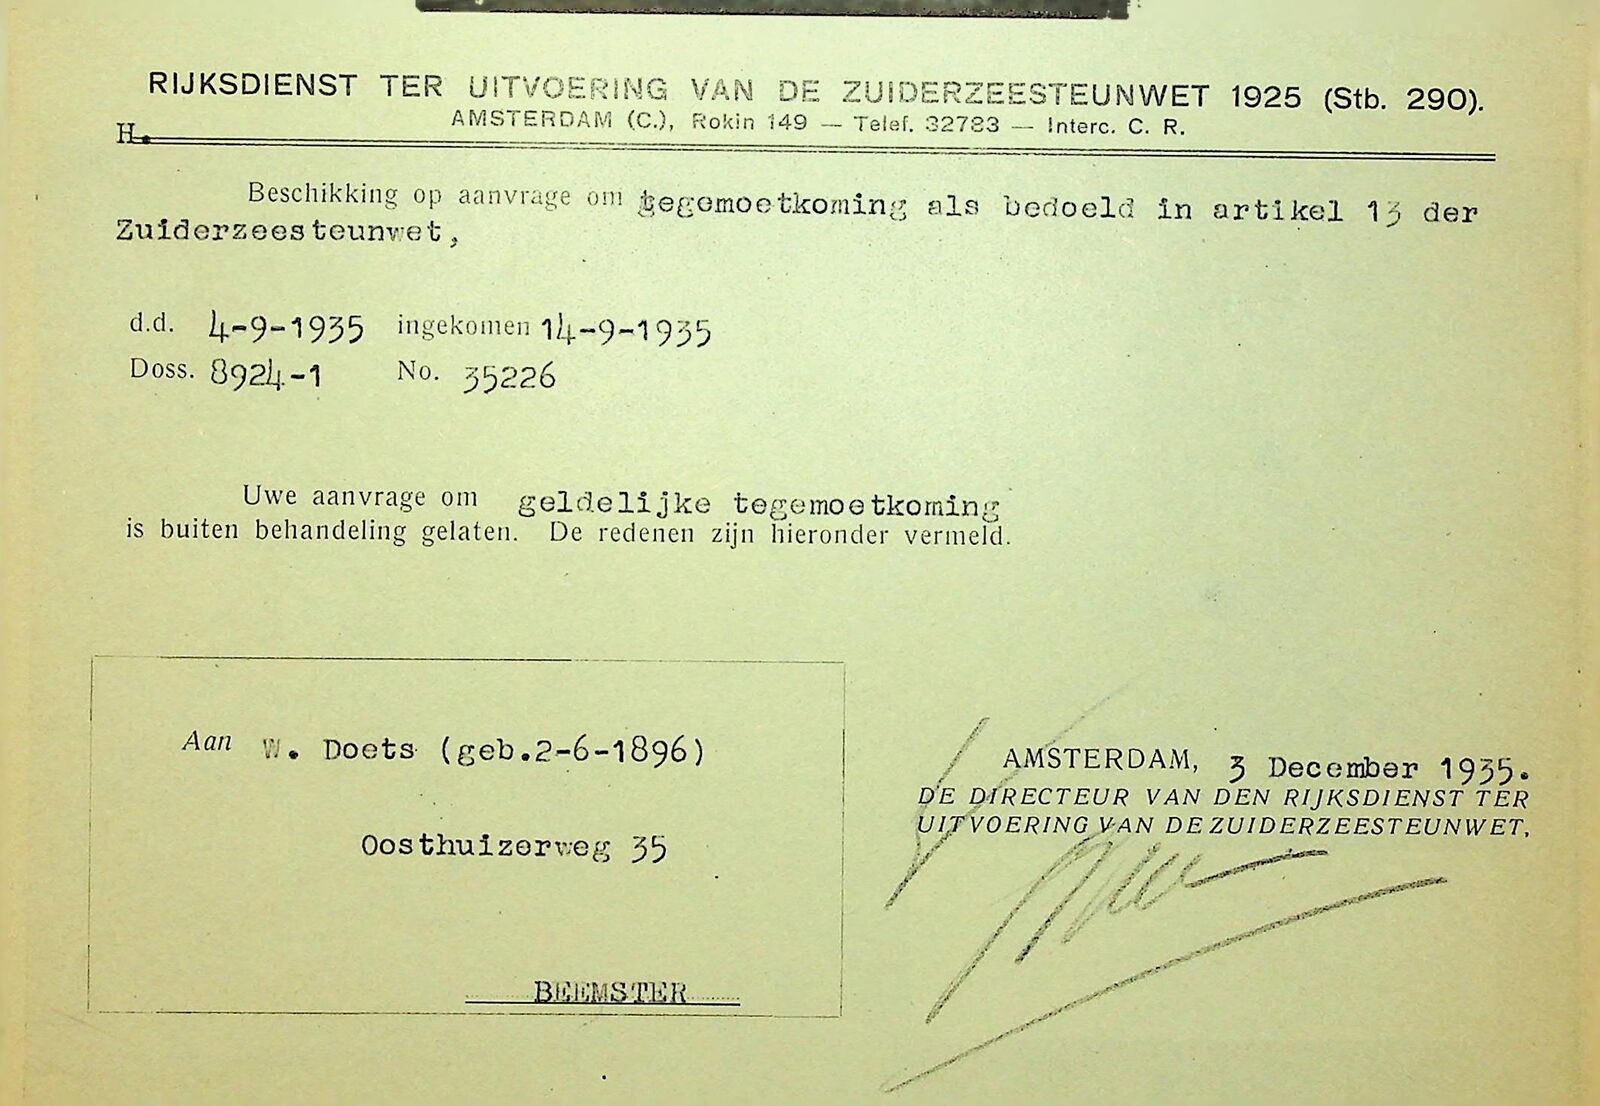 RIJKSDIENST TER UITVOERING VAN DE ZUIDERZEESTEUNWET 1925 (Stb. 290).
AMSTERDAM (C.), Rokin 149 — Telef. 32783 — Interc. C. R.
H.
Beschikking op aanvrage om tegemoetkoming als bedoeld in artikel 13 der
Zuiderzeesteunwet,
d.d. 4-9-1935 ingekomen 14-9-1935
Doss. 8924-1 No. 35226
Uwe aanvrage om geldelijke tegemoetkoming
is buiten behandeling gelaten. De redenen zijn hieronder vermeld.
Aan W. Doets (geb.2-6-1896)
Oosthuizerweg 35
BEEMSTER
AMSTERDAM, 3 December 1935.
DE DIRECTEUR VAN DEN RIJKSDIENST TER
UITVOERING VAN DE ZUIDERZEESTEUNWET,